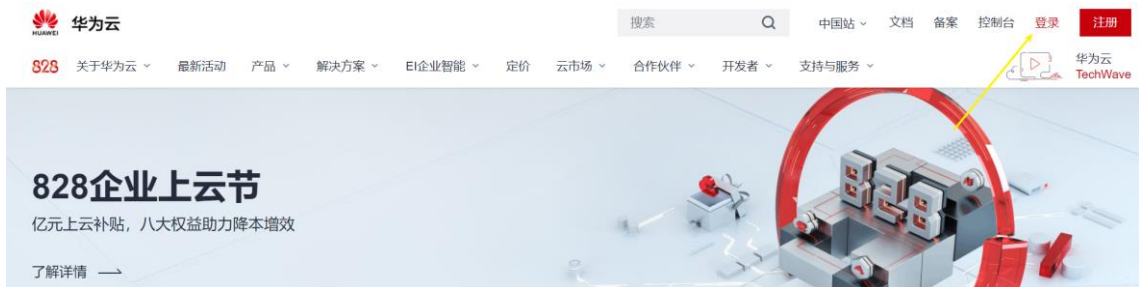 HUAWEI 华为云 搜索 中国站 文档 备案 控制台 登录 注册
828 关于华为云 最新活动 产品 解决方案 EI企业智能 定价 云市场 合作伙伴 开发者 支持与服务 华为云
TechWave
828企业上云节
亿元上云补贴，八大权益助力降本增效
了解详情
828